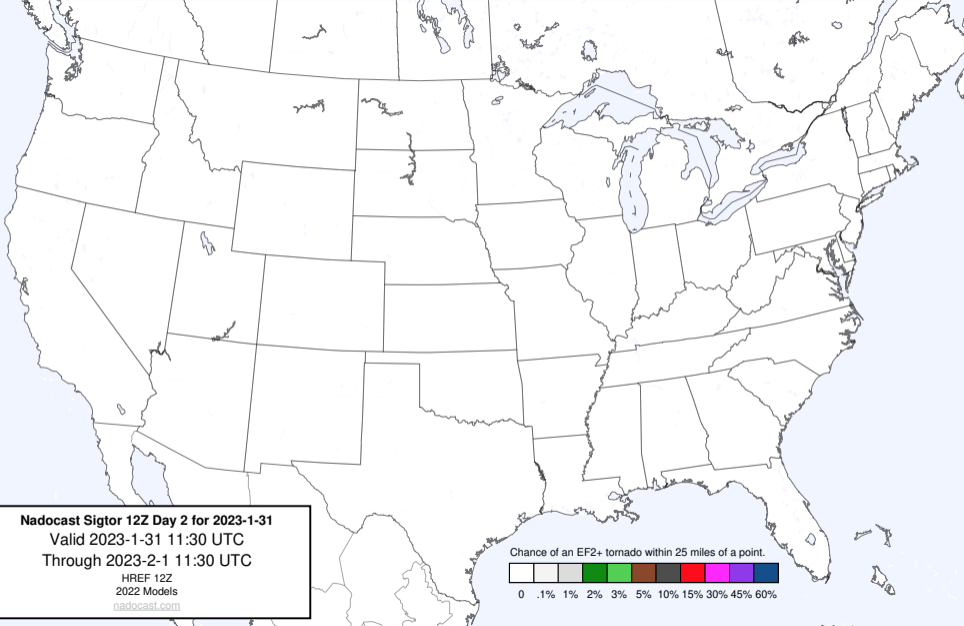 Nadocast Sigtor 12Z Day 2 for 2023-1-31
Valid 2023-1-31 11:30 UTC
Through 2023-2-1 11:30 UTC
HREF 12Z
2022 Models
nadocast.com
Chance of an EF2+ tornado within 25 miles of a point.
0 .1% 1% 2% 3% 5% 10% 15% 30% 45% 60%